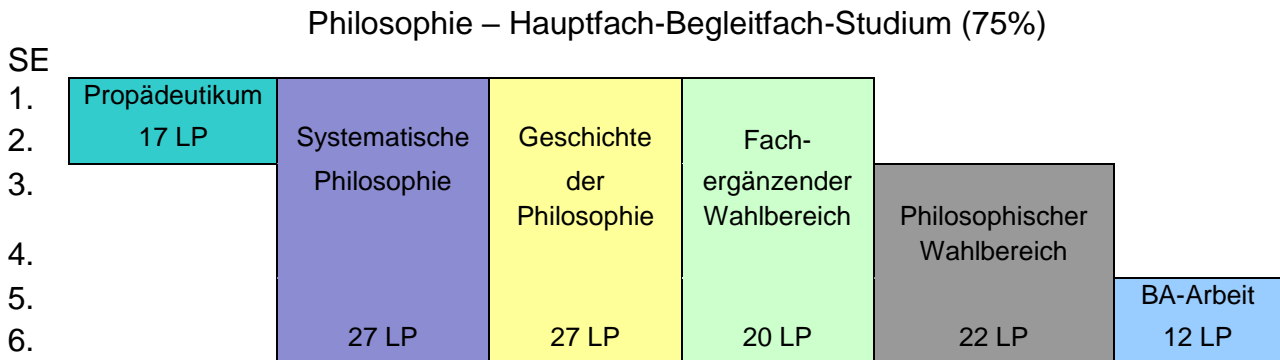 Philosophie – Hauptfach-Begleitfach-Studium (75%)
SE
1. Propädeutikum
2. 17 LP Systematische Geschichte Fach-
3. Philosophie der ergänzender
Philosophie Wahlbereich Philosophischer
4. Wahlbereich
5. BA-Arbeit
6. 27 LP 27 LP 20 LP 22 LP 12 LP